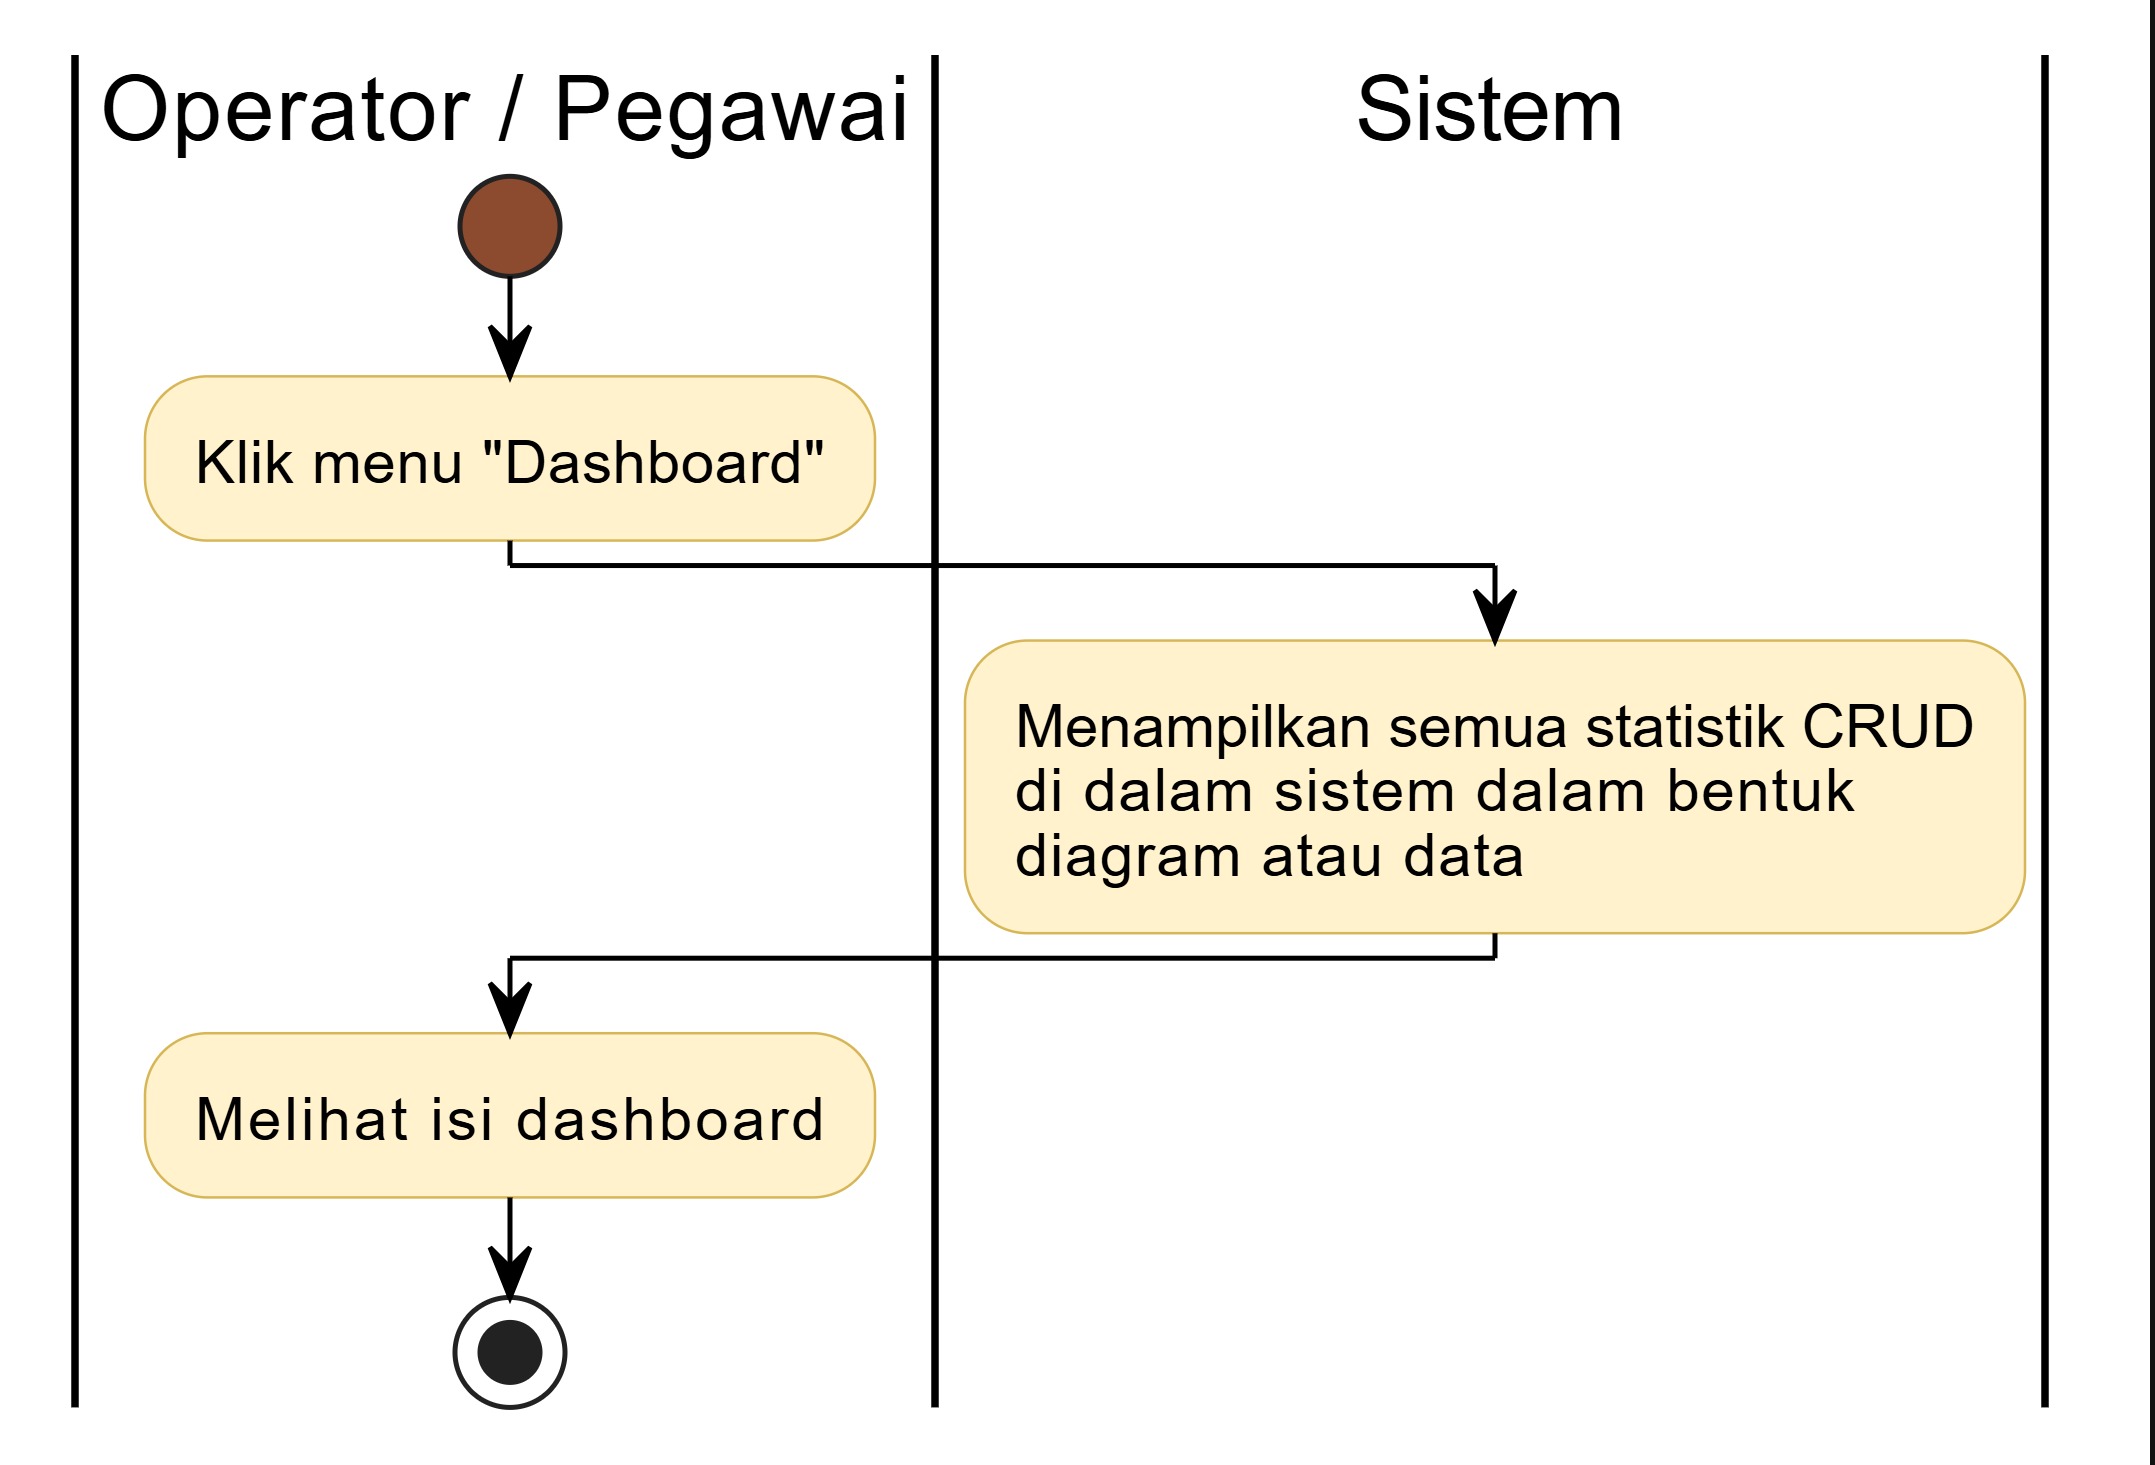 Operator / Pegawai
Sistem
Klik menu "Dashboard"
Menampilkan semua statistik CRUD
di dalam sistem dalam bentuk
diagram atau data
Melihat isi dashboard